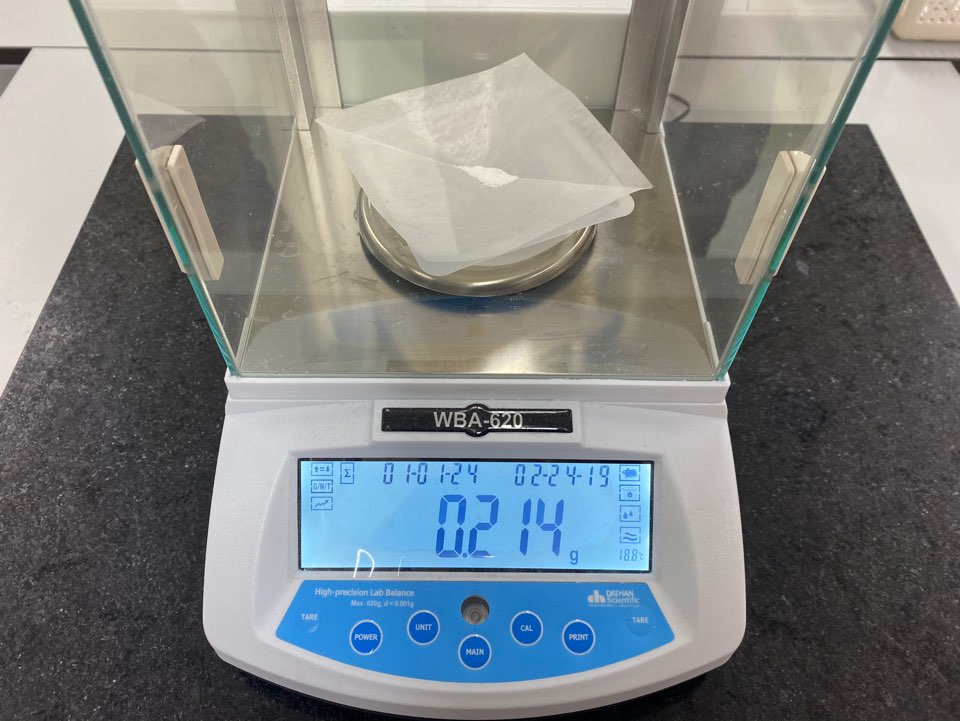 WBA-620
01-01-24 02-24-19
G/N/T
Σ
0.214 g
18.8°c
High-precision Lab Balance
Max. 620g, d = 0.001g
DAIHAN
Scientific
TARE
TARE
POWER
UNIT
MAIN
CAL
PRINT